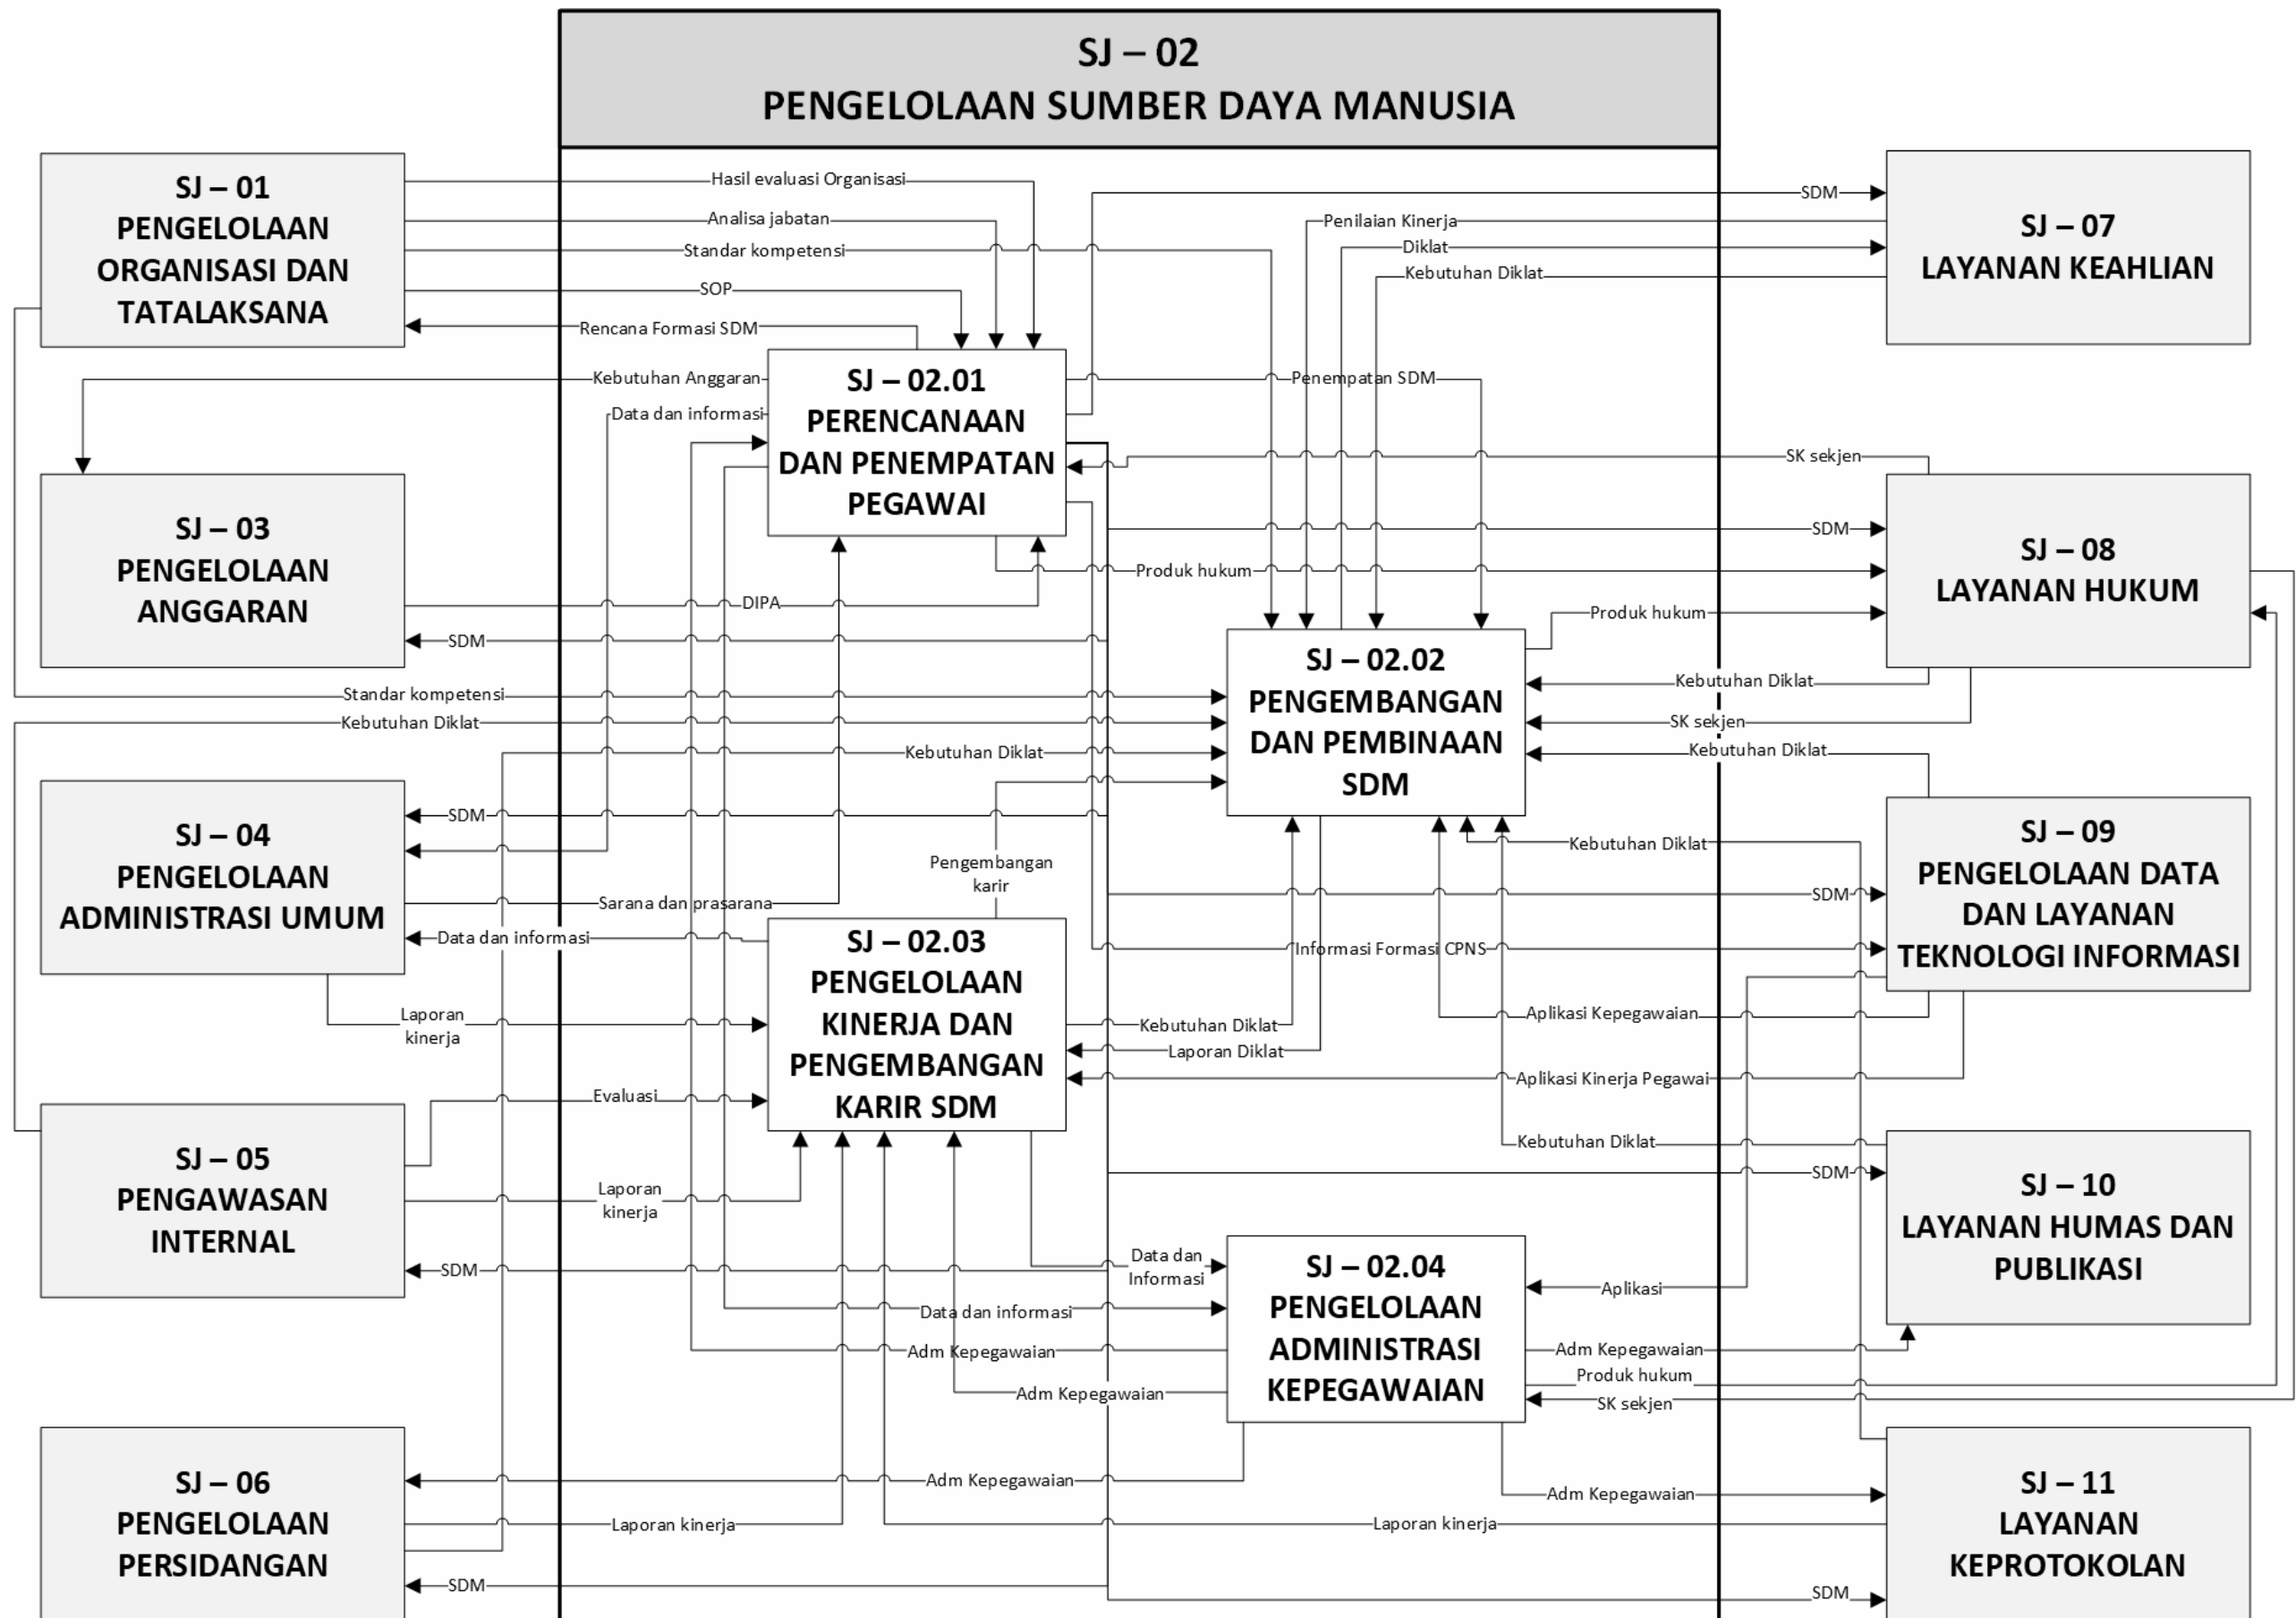 SJ – 02
PENGELOLAAN SUMBER DAYA MANUSIA
SJ – 01
PENGELOLAAN
ORGANISASI DAN
TATALAKSANA
Hasil evaluasi Organisasi
Analisa jabatan
Standar kompetensi
SOP
Rencana Formasi SDM
Kebutuhan Anggaran
Data dan informasi
SJ – 02.01
PERENCANAAN
DAN PENEMPATAN
PEGAWAI
SDM
Penilaian Kinerja
Diklat
Kebutuhan Diklat
Penempatan SDM
SJ – 07
LAYANAN KEAHLIAN
SK sekjen
SDM
Produk hukum
SJ – 08
LAYANAN HUKUM
SJ – 03
PENGELOLAAN
ANGGARAN
DIPA
SDM
Standar kompetensi
Kebutuhan Diklat
Kebutuhan Diklat
SJ – 02.02
PENGEMBANGAN
DAN PEMBINAAN
SDM
Produk hukum
Kebutuhan Diklat
SK sekjen
Kebutuhan Diklat
Kebutuhan Diklat
SJ – 04
PENGELOLAAN
ADMINISTRASI UMUM
SDM
Sarana dan prasarana
Data dan informasi
Laporan
kinerja
Pengembangan
karir
SJ – 02.03
PENGELOLAAN
KINERJA DAN
PENGEMBANGAN
KARIR SDM
SDM
Informasi Formasi CPNS
Kebutuhan Diklat
Laporan Diklat
Aplikasi Kepegawaian
Aplikasi Kinerja Pegawai
SJ – 09
PENGELOLAAN DATA
DAN LAYANAN
TEKNOLOGI INFORMASI
SJ – 05
PENGAWASAN
INTERNAL
Evaluasi
Laporan
kinerja
SDM
Kebutuhan Diklat
SDM
SJ – 10
LAYANAN HUMAS DAN
PUBLIKASI
Data dan
Informasi
Data dan informasi
Adm Kepegawaian
Adm Kepegawaian
SJ – 02.04
PENGELOLAAN
ADMINISTRASI
KEPEGAWAIAN
Aplikasi
Adm Kepegawaian
Produk hukum
SK sekjen
SJ – 06
PENGELOLAAN
PERSIDANGAN
Adm Kepegawaian
Laporan kinerja
SDM
Adm Kepegawaian
Laporan kinerja
SDM
SJ – 11
LAYANAN
KEPROTOKOLAN